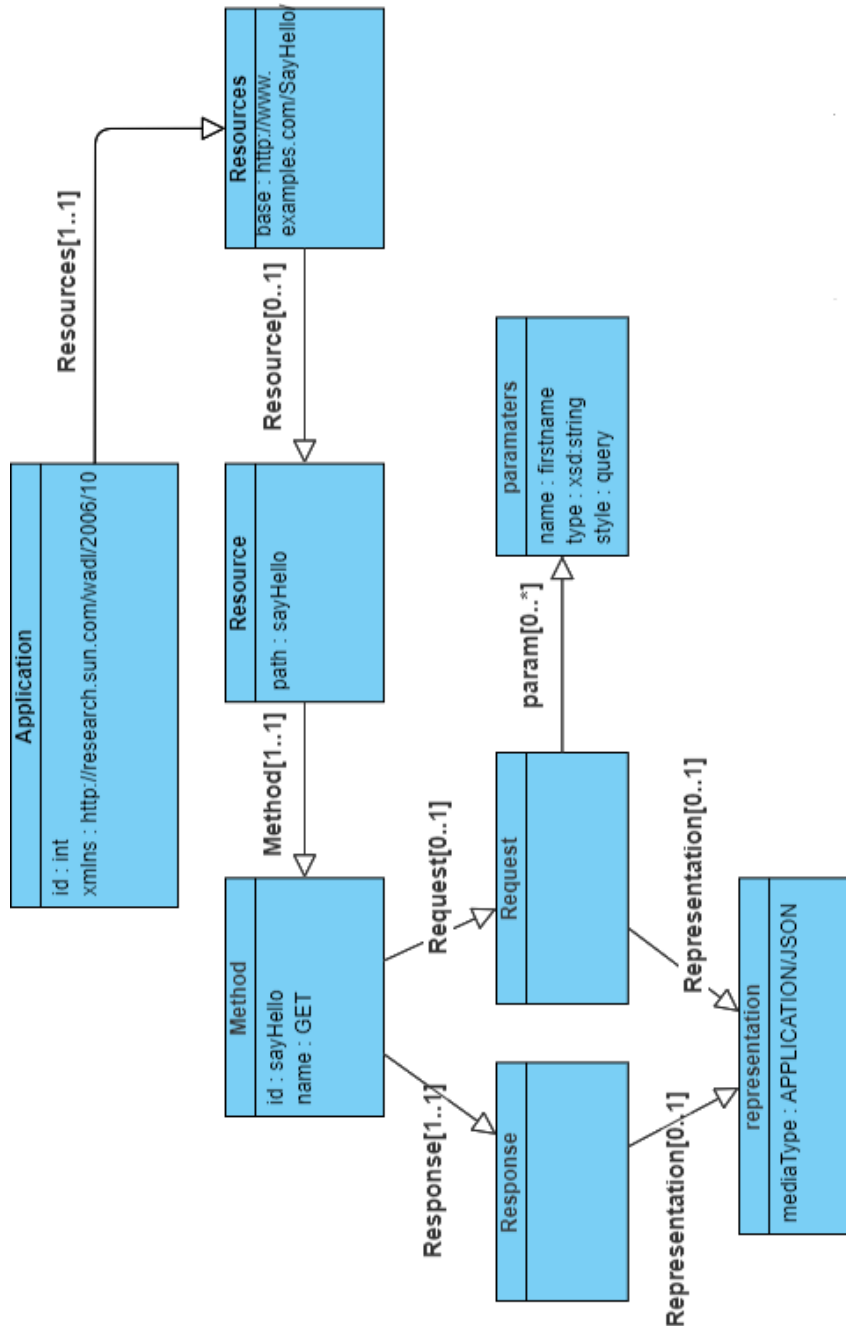 Application
id : int
xmlns : http://research.sun.com/wadl/2006/10
Resources[1..1]
Resources
base : http://www.
examples.com/SayHello/
Resource[0..1]
Resource
path : sayHello
Method[1..1]
Method
id : sayHello
name : GET
Request[0..1]
Response[1..1]
Request
param[0..*]
paramaters
name : firstname
type : xsd:string
style : query
Response
Representation[0..1]
Representation[0..1]
representation
mediaType : APPLICATION/JSON